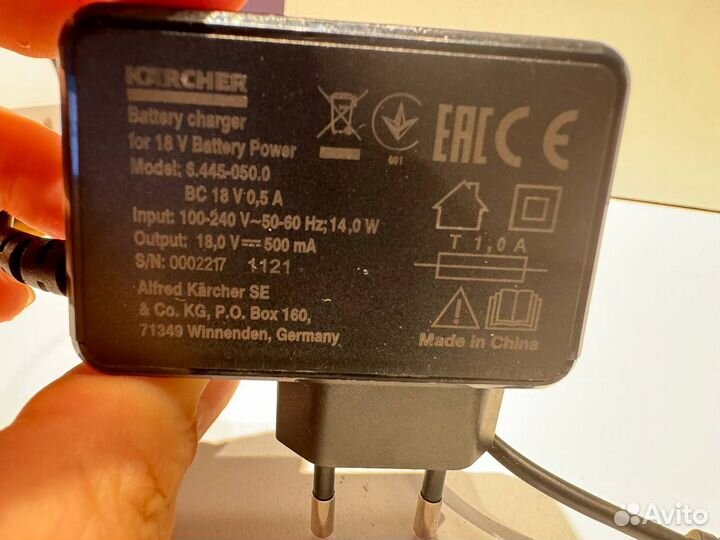 KÄRCHER
Battery charger
for 18 V Battery Power
Model: 6.445-050.0
BC 18 V 0,5 A
Input: 100-240 V~50-60 Hz; 14,0 W
Output: 18,0 V⎓500 mA
S/N: 0002217 1121
Alfred Kärcher SE
& Co. KG, P.O. Box 160,
71349 Winnenden, Germany
001
EAC CE
T 1,0 A
Made in China
Avito